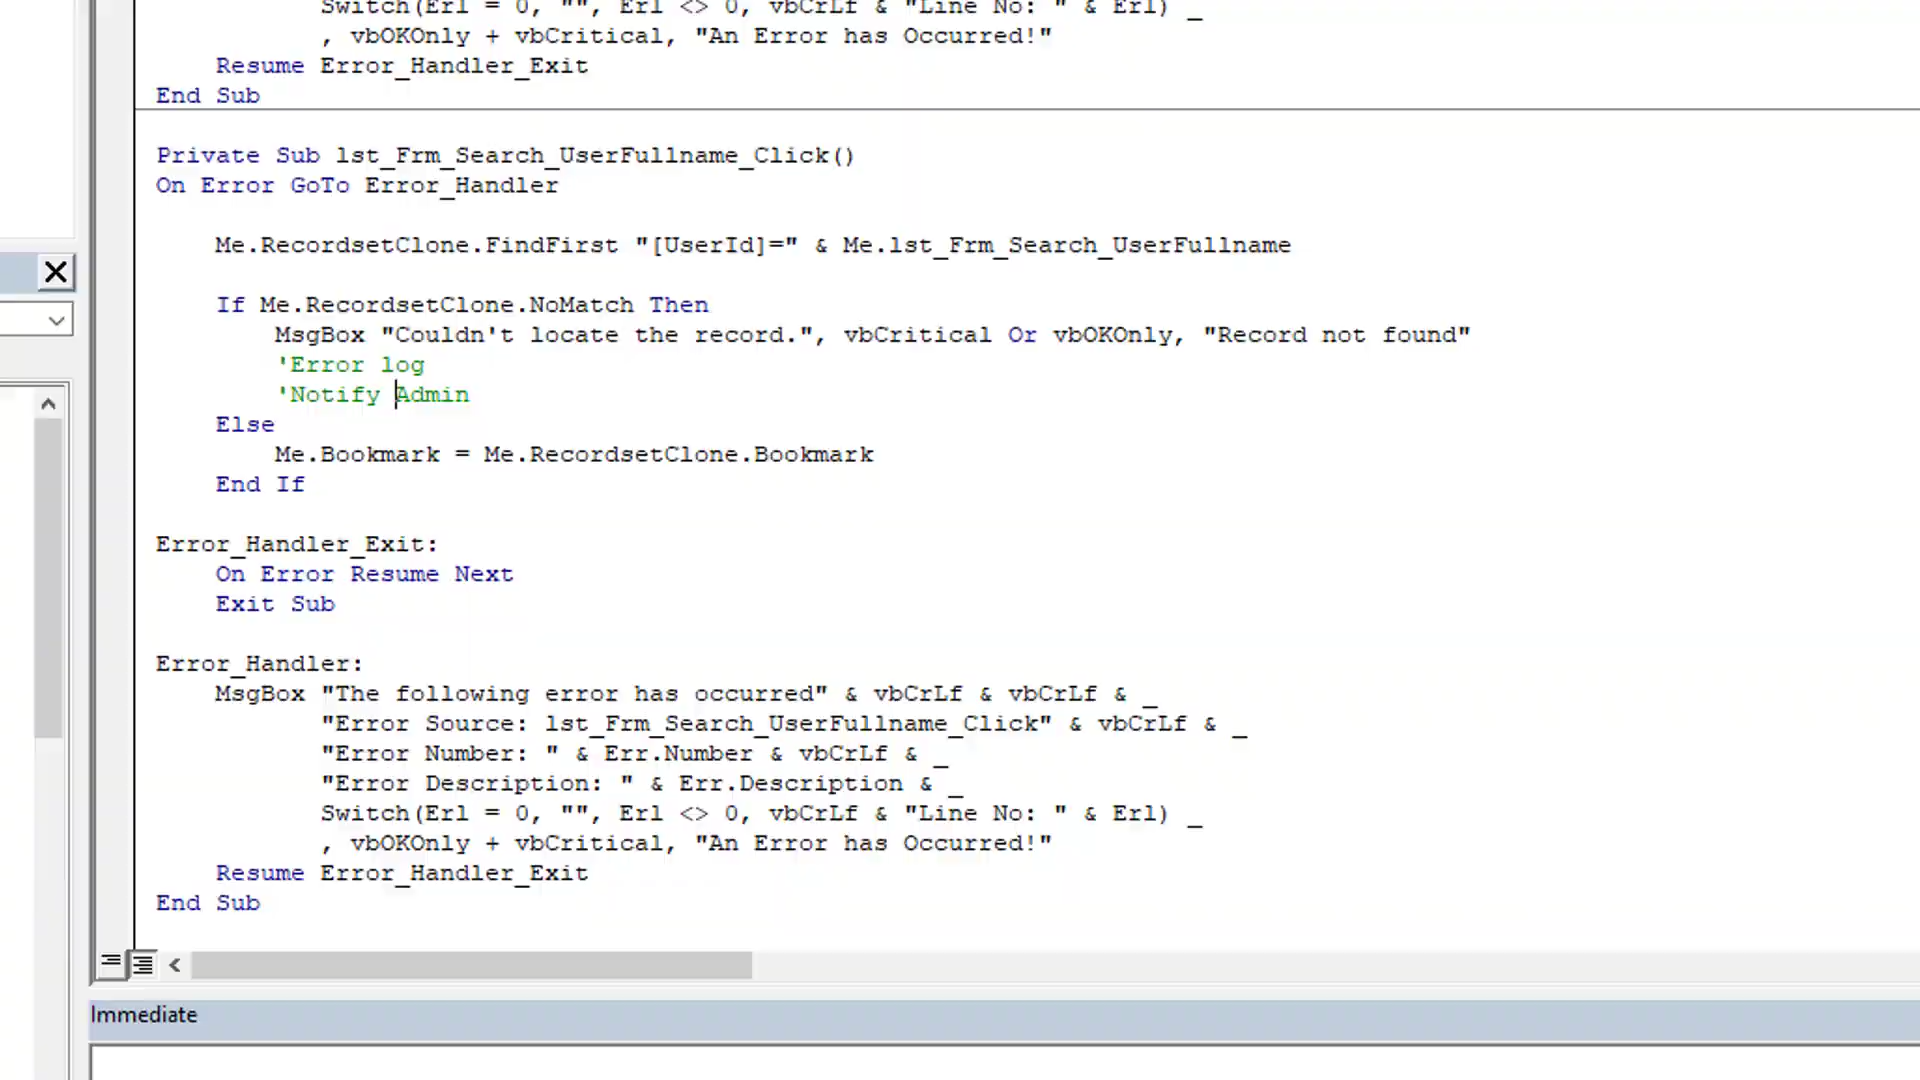 Switch(Erl = 0, "", Erl <> 0, vbCrLf & "Line No: " & Erl) _
, vbOKOnly + vbCritical, "An Error has Occurred!"
Resume Error_Handler_Exit
End Sub
Private Sub lst_Frm_Search_UserFullname_Click()
On Error GoTo Error_Handler
Me.RecordsetClone.FindFirst "[UserId]=" & Me.lst_Frm_Search_UserFullname
If Me.RecordsetClone.NoMatch Then
MsgBox "Couldn't locate the record.", vbCritical Or vbOKOnly, "Record not found"
'Error log
'Notify Admin
Else
Me.Bookmark = Me.RecordsetClone.Bookmark
End If
Error_Handler_Exit:
On Error Resume Next
Exit Sub
Error_Handler:
MsgBox "The following error has occurred" & vbCrLf & vbCrLf & _
"Error Source: lst_Frm_Search_UserFullname_Click" & vbCrLf & _
"Error Number: " & Err.Number & vbCrLf & _
"Error Description: " & Err.Description & _
Switch(Erl = 0, "", Erl <> 0, vbCrLf & "Line No: " & Erl) _
, vbOKOnly + vbCritical, "An Error has Occurred!"
Resume Error_Handler_Exit
End Sub
Immediate